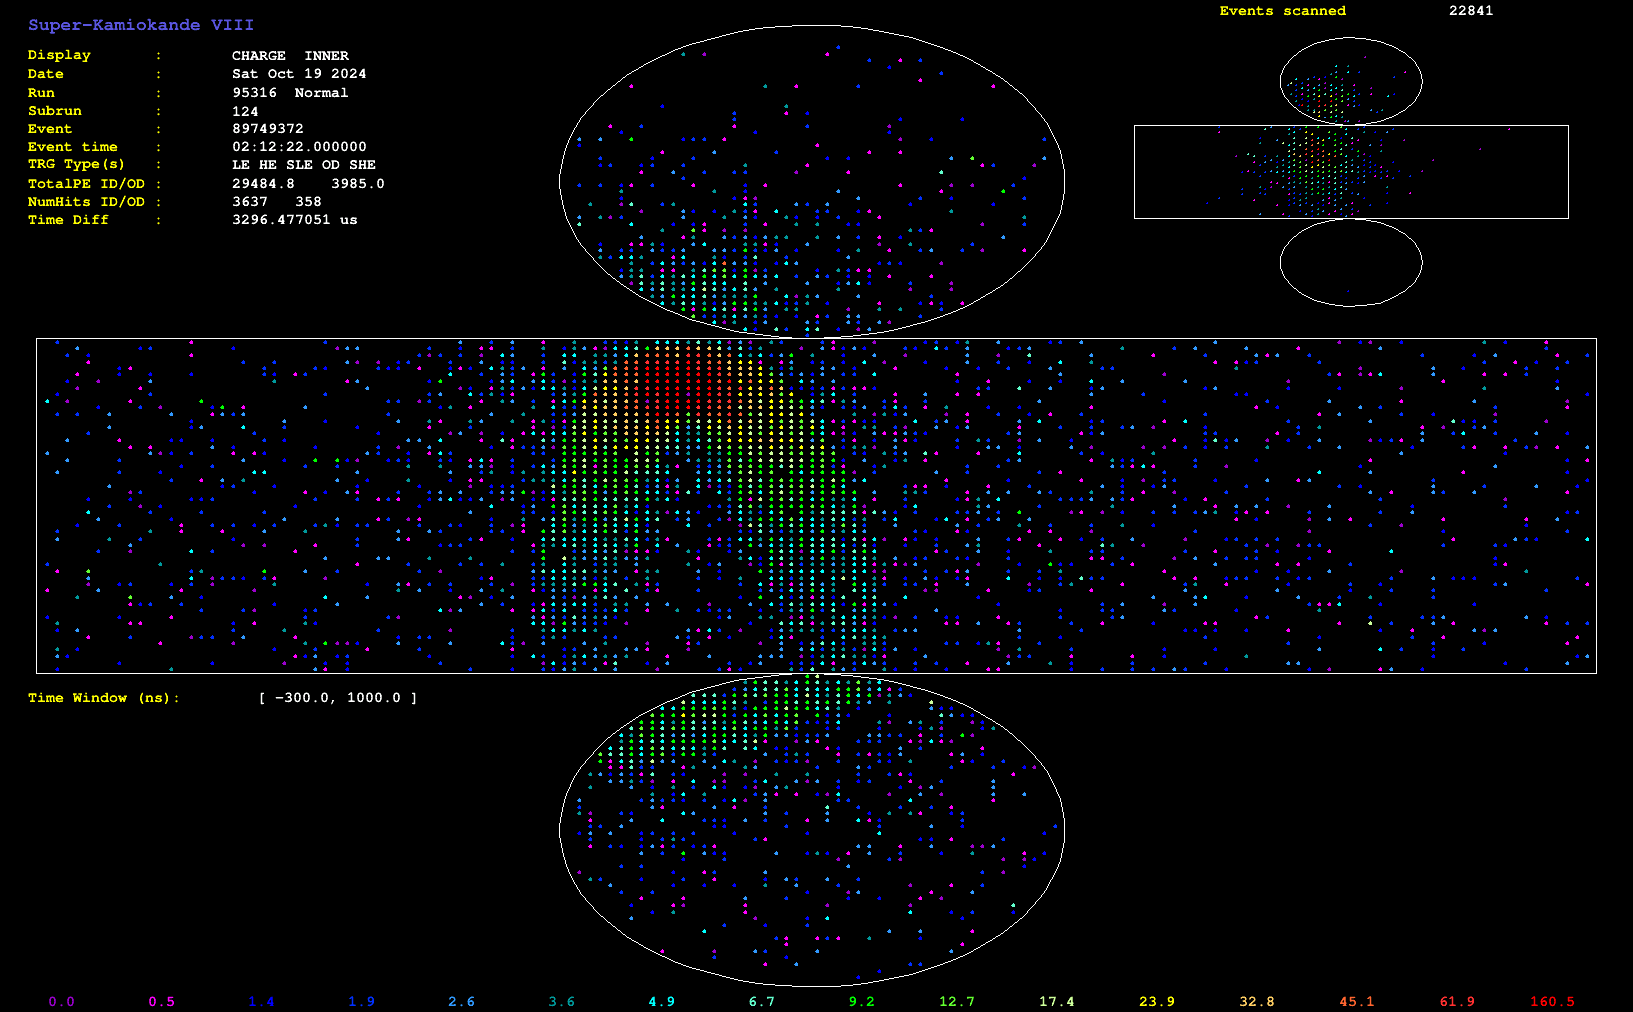 Super-Kamiokande VIII
Events scanned 22841
Display : CHARGE INNER
Date : Sat Oct 19 2024
Run : 95316 Normal
Subrun : 124
Event : 89749372
Event time : 02:12:22.000000
TRG Type(s) : LE HE SLE OD SHE
TotalPE ID/OD : 29484.8 3985.0
NumHits ID/OD : 3637 358
Time Diff : 3296.477051 us
Time Window (ns): [ −300.0, 1000.0 ]
0.0 0.5 1.4 1.9 2.6 3.6 4.9 6.7 9.2 12.7 17.4 23.9 32.8 45.1 61.9 160.5